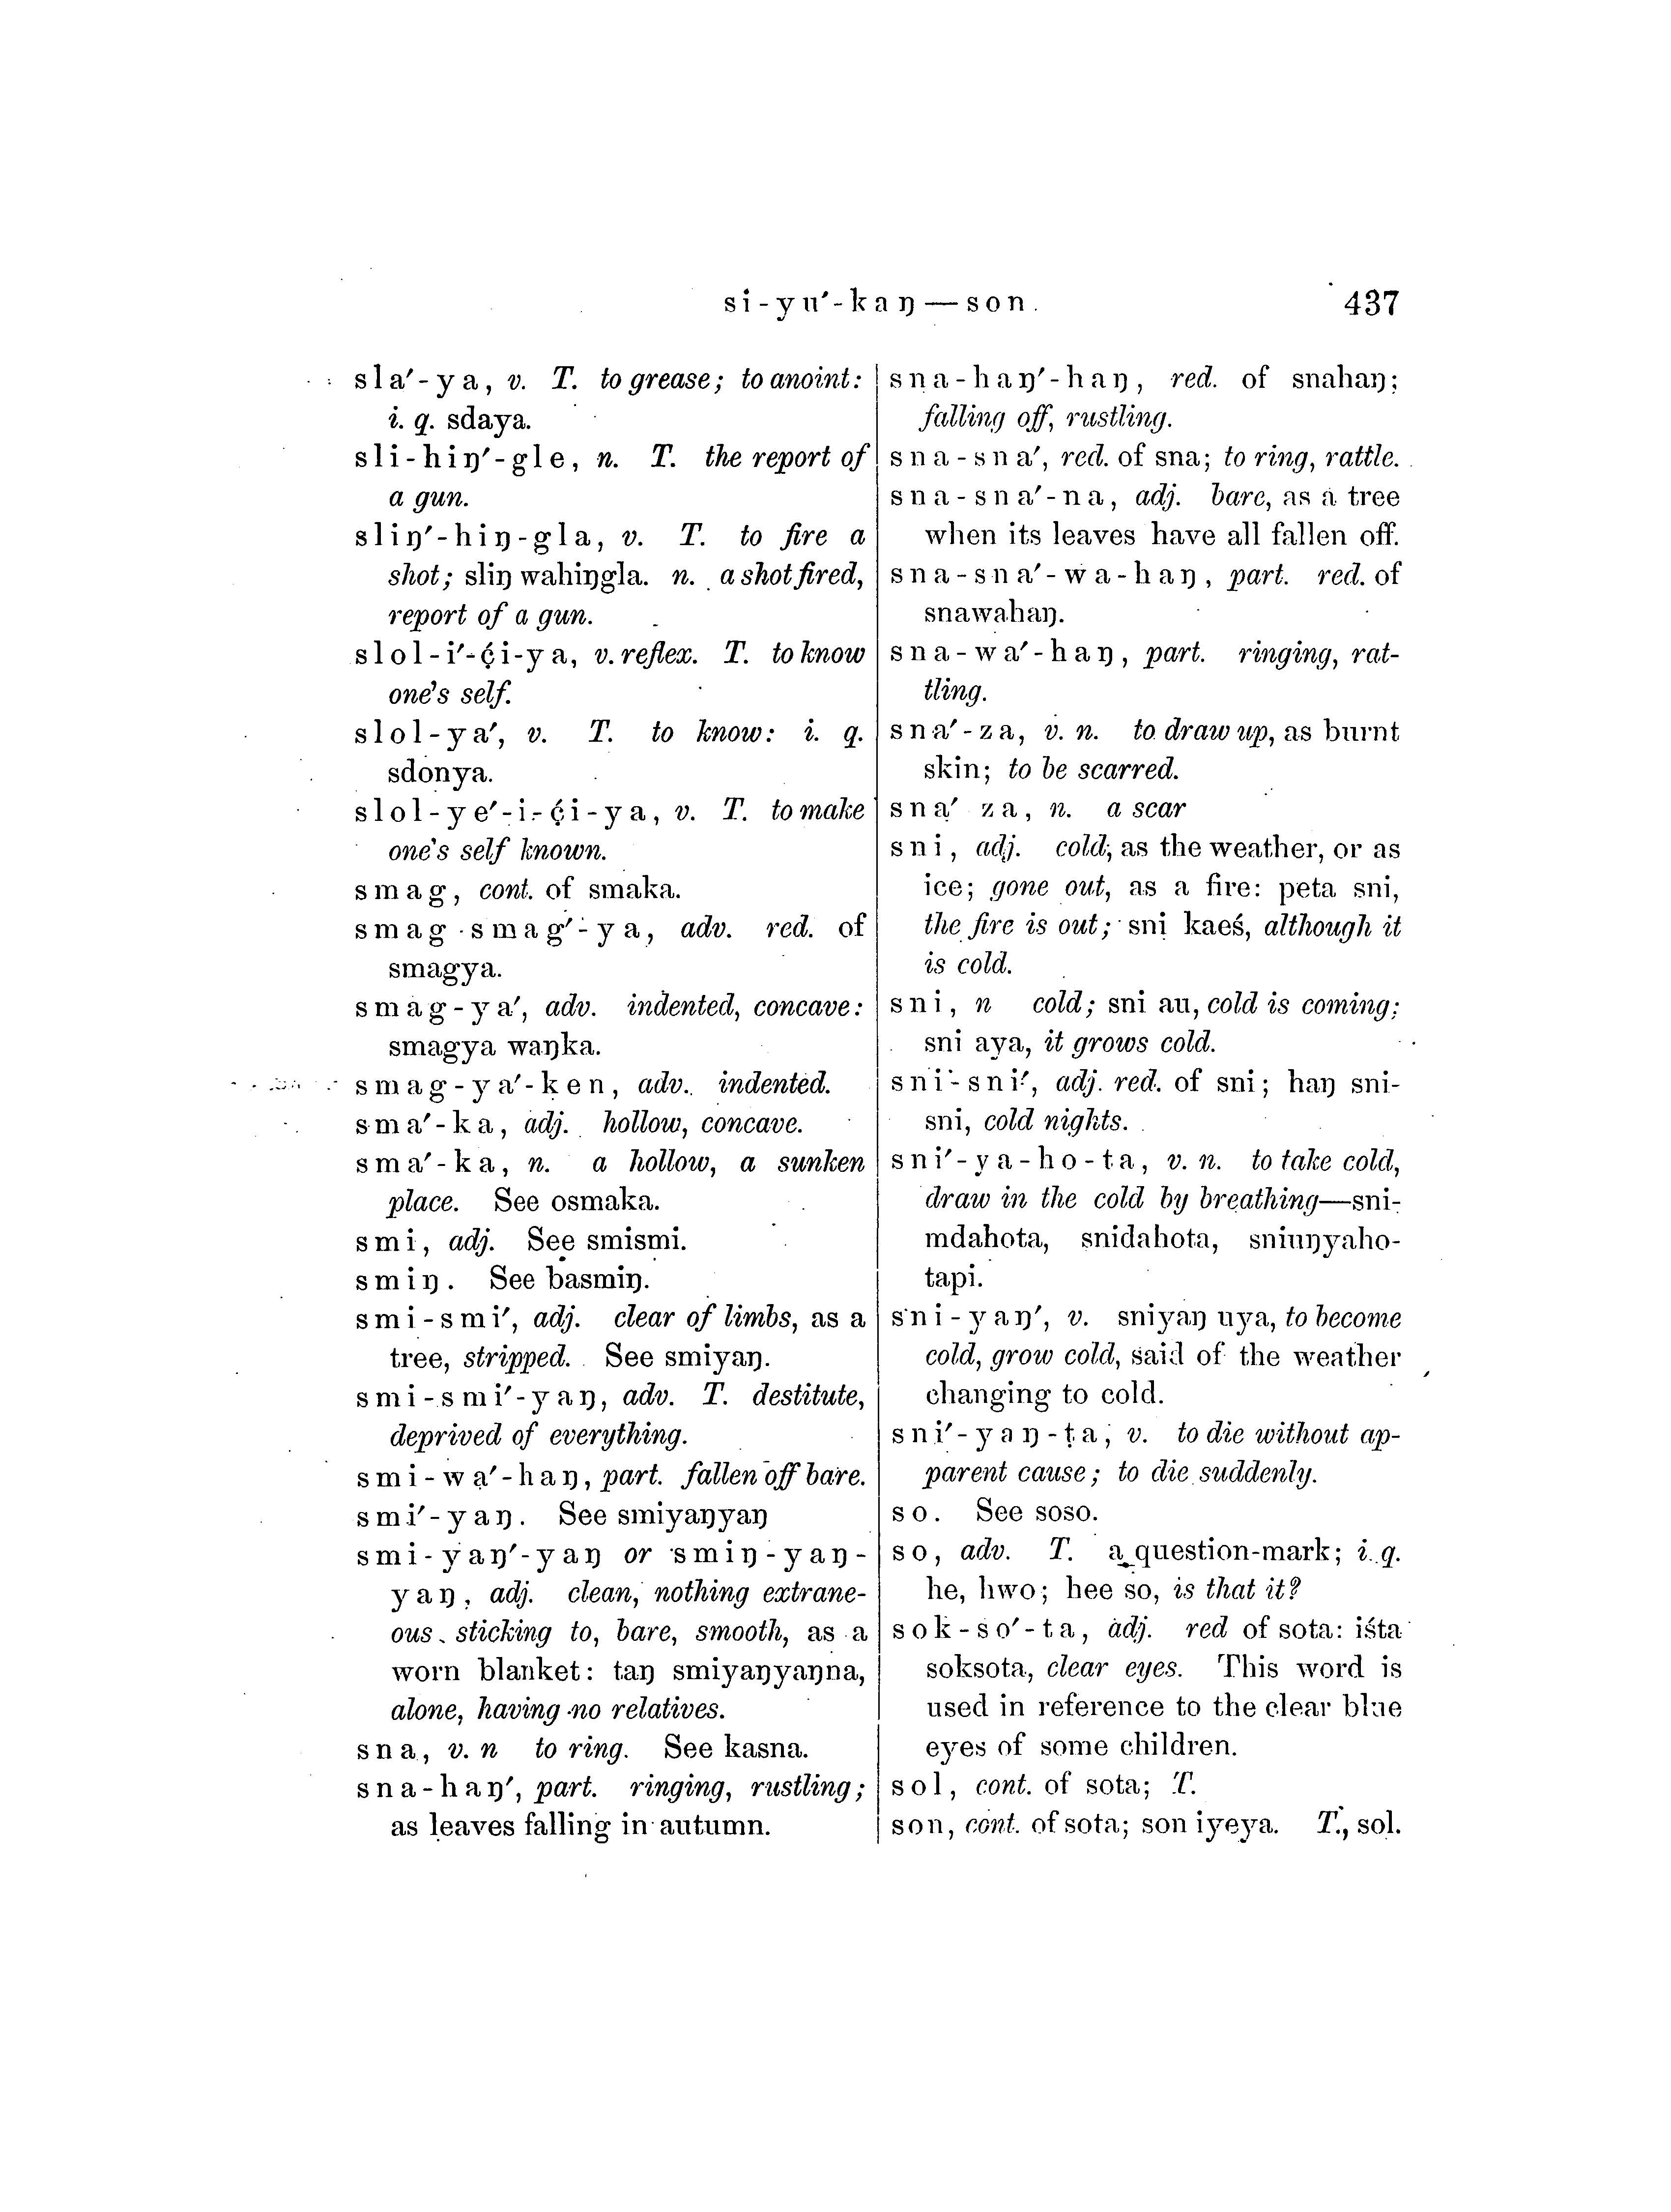 si-yu′-kaŋ—son.
437
sla′-ya, v. T. to grease; to anoint:
i. q. sdaya.
sli-hiŋ′-gle, n. T. the report of
a gun.
sliŋ′-hiŋ-gla, v. T. to fire a
shot; sliŋ wahiŋgla. n. a shot fired,
report of a gun.
slol-i′-ć̣i-ya, v. reflex. T. to know
one's self.
slol-ya′, v. T. to know: i. q.
sdonya.
slol-ye′-i-ć̣i-ya, v. T. to make
one's self known.
smag, cont. of smaka.
smag-smag′-ya, adv. red. of
smagya.
smag-ya′, adv. indented, concave:
smagya waŋka.
smag-ya′-ken, adv. indented.
sma′-ka, adj. hollow, concave.
sma′-ka, n. a hollow, a sunken
place. See osmaka.
smi, adj. See smismi.
smiŋ. See basmiŋ.
smi-smi′, adj. clear of limbs, as a
tree, stripped. See smiyaŋ.
smi-smi′-yaŋ, adv. T. destitute,
deprived of everything.
smi-wa′-haŋ, part. fallen off bare.
smi′-yaŋ. See smiyaŋyaŋ
smi-yaŋ′-yaŋ or smiŋ-yaŋ-
yaŋ, adj. clean, nothing extrane-
ous sticking to, bare, smooth, as a
worn blanket: taŋ smiyaŋyaŋna,
alone, having no relatives.
sna, v. n to ring. See kasna.
sna-haŋ′, part. ringing, rustling;
as leaves falling in autumn.
sna-haŋ′-haŋ, red. of snahaŋ;
falling off, rustling.
sna-sna′, red. of sna; to ring, rattle.
sna-sna′-na, adj. bare, as a tree
when its leaves have all fallen off.
sna-sna′-wa-haŋ, part. red. of
snawahaŋ.
sna-wa′-haŋ, part. ringing, rat-
tling.
sna′-za, v. n. to draw up, as burnt
skin; to be scarred.
sna′ za, n. a scar
sni, adj. cold, as the weather, or as
ice; gone out, as a fire: peta sni,
the fire is out; sni kaeś, although it
is cold.
sni, n cold; sni au, cold is coming;
sni aya, it grows cold.
sni-sni′, adj. red. of sni; haŋ sni-
sni, cold nights.
sni′-ya-ho-ta, v. n. to take cold,
draw in the cold by breathing—sni-
mdahota, snidahota, sniuŋyaho-
tapi.
sni-yaŋ′, v. sniyaŋ uya, to become
cold, grow cold, said of the weather
changing to cold.
sni′-yaŋ-ṭa, v. to die without ap-
parent cause; to die suddenly.
so. See soso.
so, adv. T. a question-mark; i. q.
he, hwo; hee so, is that it?
sok-so′-ta, adj. red of sota: iśta
soksota, clear eyes. This word is
used in reference to the clear blue
eyes of some children.
sol, cont. of sota; T.
son, cont. of sota; son iyeya. T., sol.